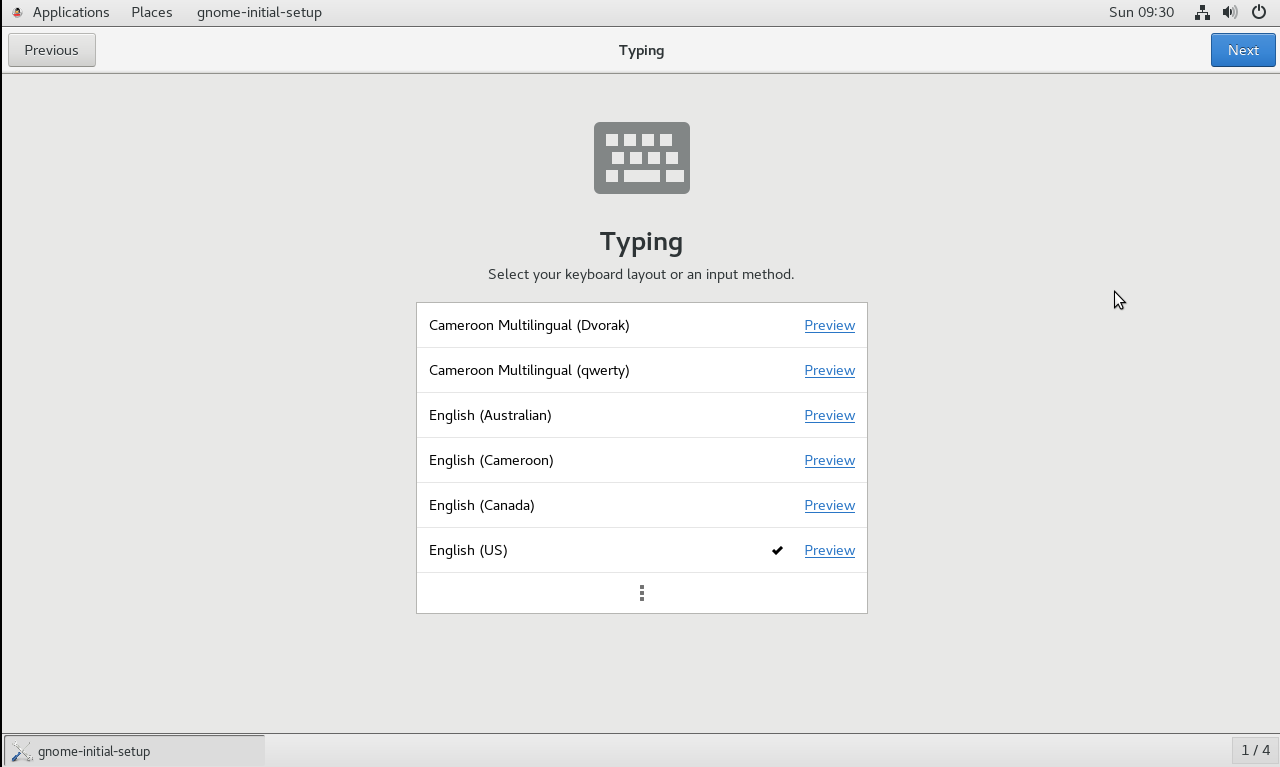 Applications Places gnome-initial-setup Sun 09:30
Previous Typing Next
Typing
Select your keyboard layout or an input method.
Cameroon Multilingual (Dvorak) Preview
Cameroon Multilingual (qwerty) Preview
English (Australian) Preview
English (Cameroon) Preview
English (Canada) Preview
English (US) Preview
gnome-initial-setup 1 / 4